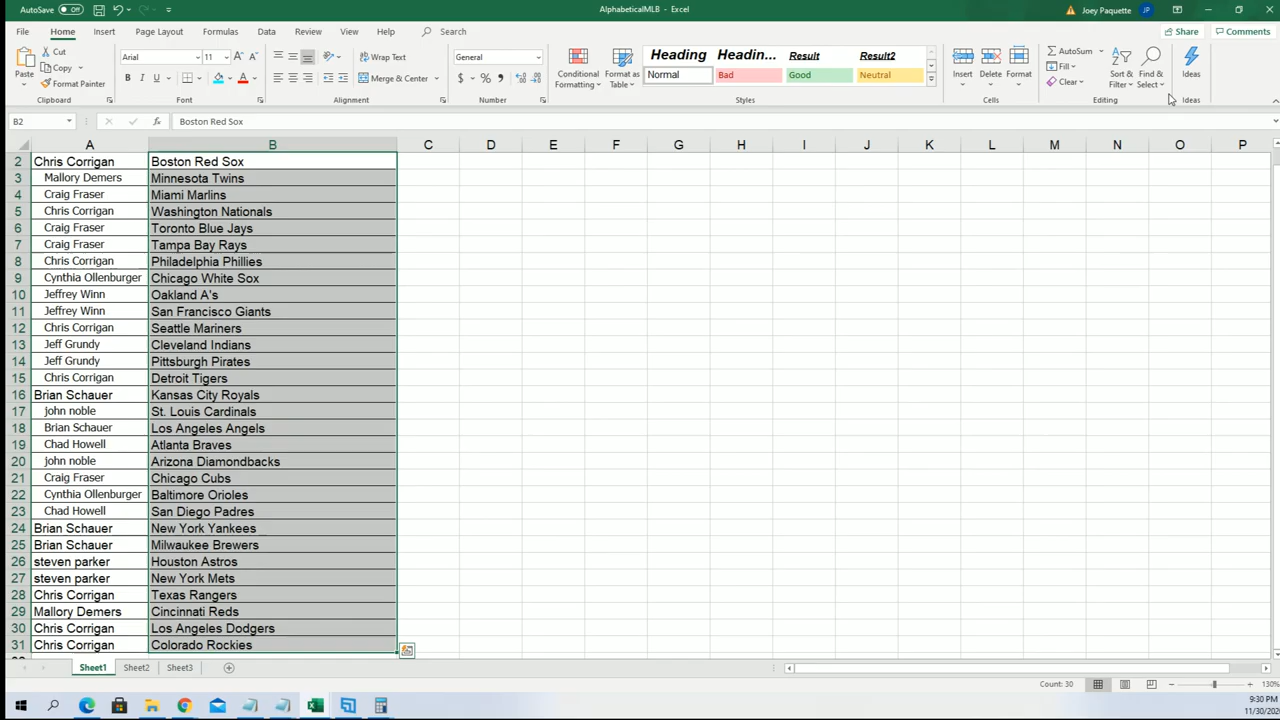 AutoSave Off AlphabeticalMLB - Excel Joey Paquette JP
File Home Insert Page Layout Formulas Data Review View Help Search Share Comments
Paste Cut Copy Format Painter Clipboard
Arial 11 A A B I U A Font
Wrap Text Merge & Center Alignment
General $ % Number
Conditional Formatting Format as Table
Heading Headin... Result Result2
Normal Bad Good Neutral
Styles
Insert Delete Format Cells
AutoSum Fill Clear Sort & Filter Find & Select Editing
Ideas Ideas
B2 fx Boston Red Sox
A B C D E F G H I J K L M N O P
2 Chris Corrigan Boston Red Sox
3 Mallory Demers Minnesota Twins
4 Craig Fraser Miami Marlins
5 Chris Corrigan Washington Nationals
6 Craig Fraser Toronto Blue Jays
7 Craig Fraser Tampa Bay Rays
8 Chris Corrigan Philadelphia Phillies
9 Cynthia Ollenburger Chicago White Sox
10 Jeffrey Winn Oakland A's
11 Jeffrey Winn San Francisco Giants
12 Chris Corrigan Seattle Mariners
13 Jeff Grundy Cleveland Indians
14 Jeff Grundy Pittsburgh Pirates
15 Chris Corrigan Detroit Tigers
16 Brian Schauer Kansas City Royals
17 john noble St. Louis Cardinals
18 Brian Schauer Los Angeles Angels
19 Chad Howell Atlanta Braves
20 john noble Arizona Diamondbacks
21 Craig Fraser Chicago Cubs
22 Cynthia Ollenburger Baltimore Orioles
23 Chad Howell San Diego Padres
24 Brian Schauer New York Yankees
25 Brian Schauer Milwaukee Brewers
26 steven parker Houston Astros
27 steven parker New York Mets
28 Chris Corrigan Texas Rangers
29 Mallory Demers Cincinnati Reds
30 Chris Corrigan Los Angeles Dodgers
31 Chris Corrigan Colorado Rockies
Sheet1 Sheet2 Sheet3
Count: 30 130%
9:30 PM